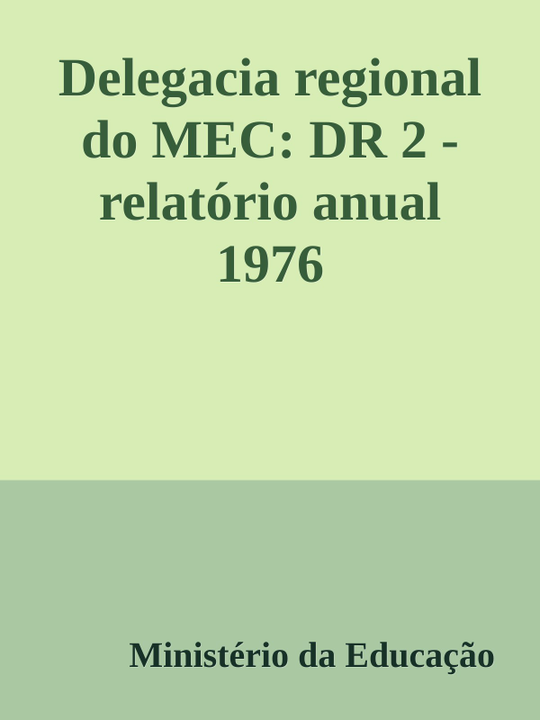 Delegacia regional
do MEC: DR 2 -
relatório anual
1976
Ministério da Educação